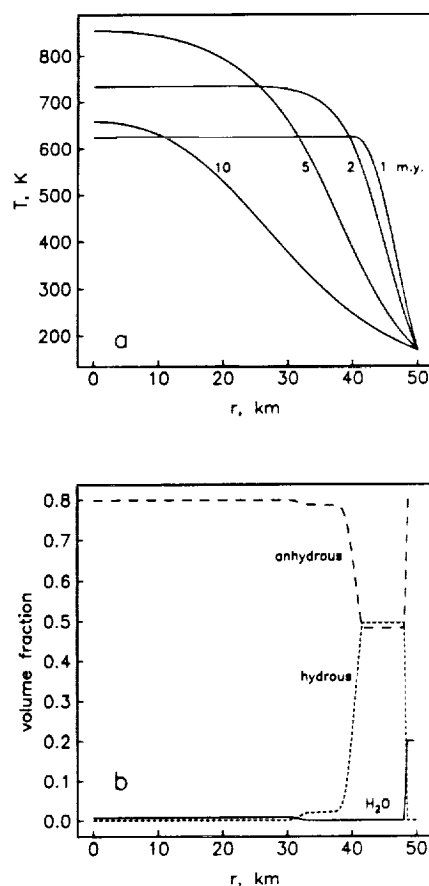 800
700
600
500
400
300
200
T, K
10
5
2
1 m.y.
a
0 10 20 30 40 50
r, km
0.8
0.7
0.6
0.5
0.4
0.3
0.2
0.1
0.0
volume fraction
anhydrous
hydrous
H₂O
b
0 10 20 30 40 50
r, km